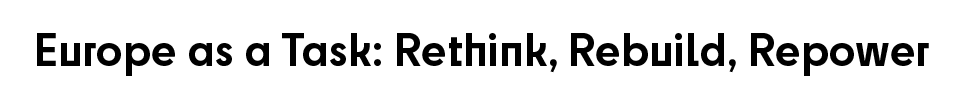 Europe as a Task: Rethink, Rebuild, Repower